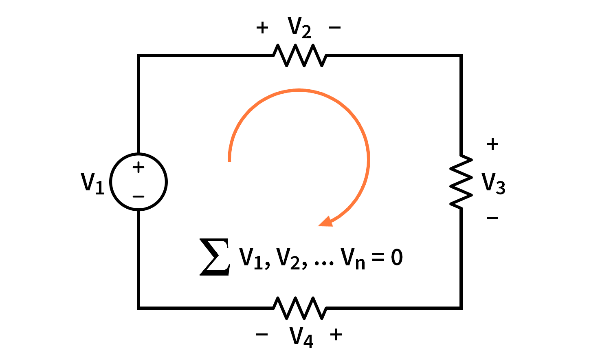 + V₂ −
+
V₁
−
+
V₃
−
∑ V₁, V₂, ... Vₙ = 0
− V₄ +